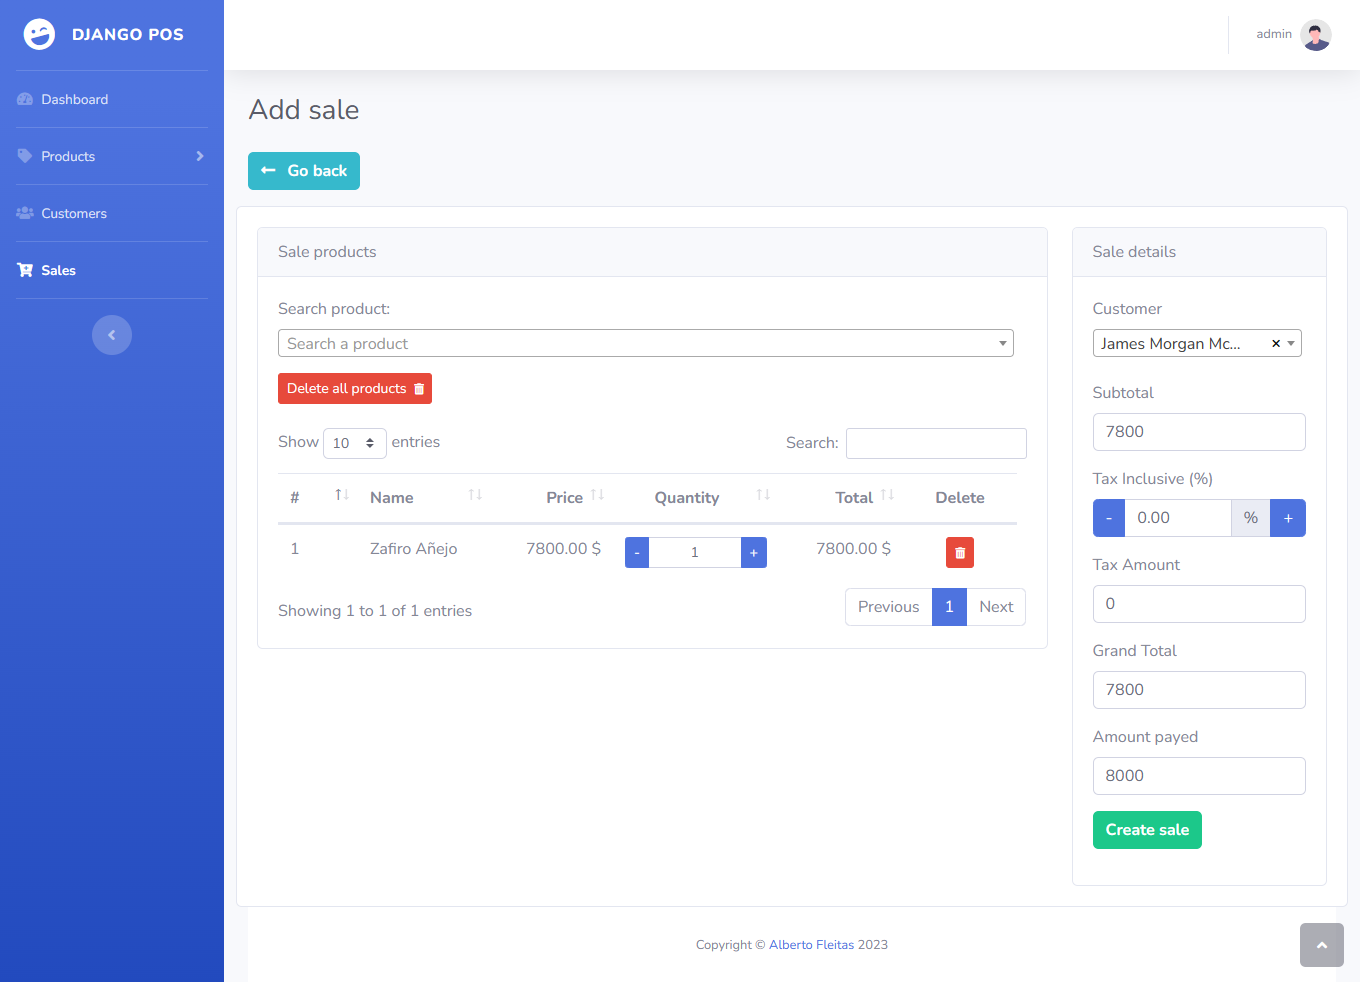 DJANGO POS
admin
Dashboard
Products
Customers
Sales
Add sale
Go back
Sale products
Search product:
Search a product
Delete all products
Show 10 entries
Search:
# Name Price Quantity Total Delete
1 Zafiro Añejo 7800.00 $ - 1 + 7800.00 $
Showing 1 to 1 of 1 entries
Previous 1 Next
Sale details
Customer
James Morgan Mc... ×
Subtotal
7800
Tax Inclusive (%)
- 0.00 % +
Tax Amount
0
Grand Total
7800
Amount payed
8000
Create sale
Copyright © Alberto Fleitas 2023